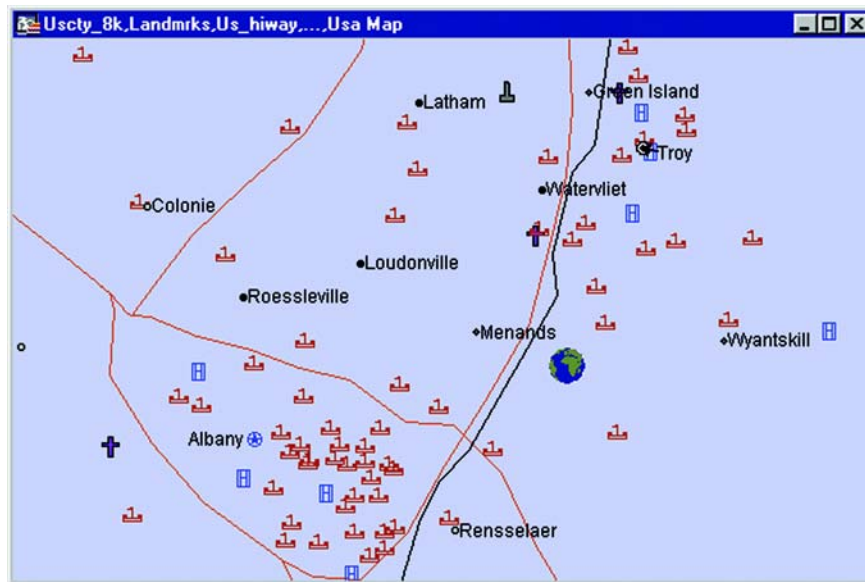 Uscty_8k,Landmrks,Us_hiway,...,Usa Map
Latham
Green Island
Troy
Colonie
Watervliet
Loudonville
Roessleville
Menands
Wyantskill
Albany
Rensselaer